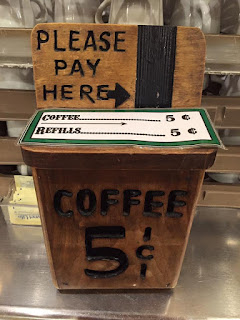 PLEASE
PAY
HERE
COFFEE.................................. 5 ¢
REFILLS................................. 5 ¢
COFFEE
5¢